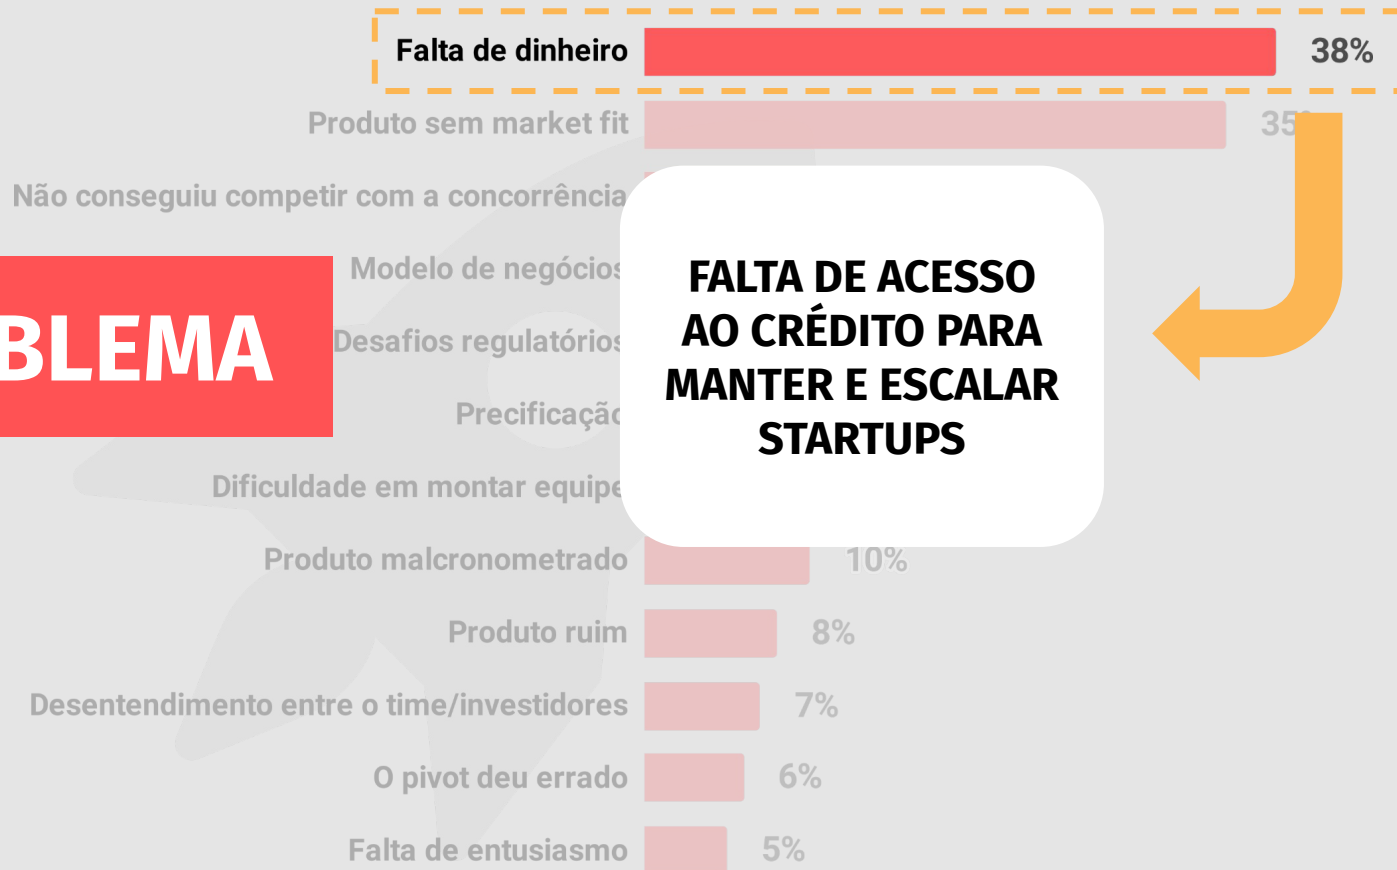 Falta de dinheiro 38%
Produto sem market fit 35%
Não conseguiu competir com a concorrência
Modelo de negócios
Desafios regulatórios
Precificação
Dificuldade em montar equipe
BLEMA
FALTA DE ACESSO
AO CRÉDITO PARA
MANTER E ESCALAR
STARTUPS
Produto malcronometrado 10%
Produto ruim 8%
Desentendimento entre o time/investidores 7%
O pivot deu errado 6%
Falta de entusiasmo 5%